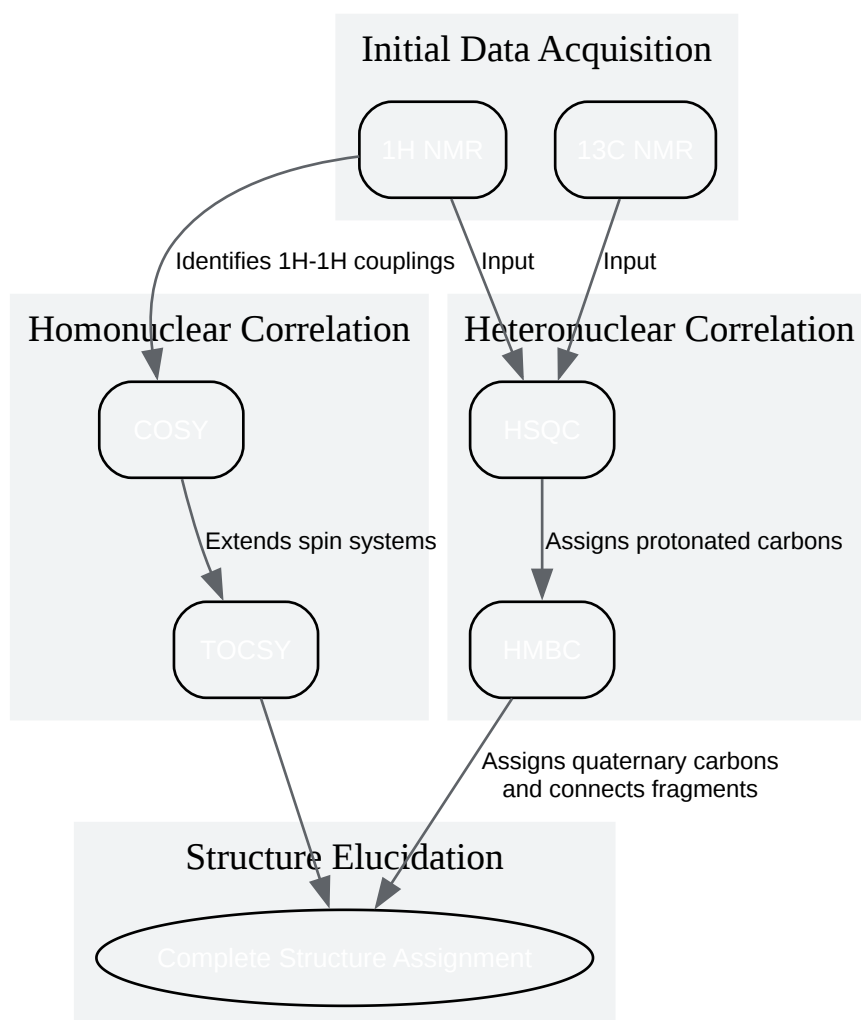 Initial Data Acquisition
1H NMR
13C NMR
Identifies 1H-1H couplings
Input
Input
Homonuclear Correlation
Heteronuclear Correlation
COSY
HSQC
Extends spin systems
Assigns protonated carbons
TOCSY
HMBC
Assigns quaternary carbons
and connects fragments
Structure Elucidation
Complete Structure Assignment